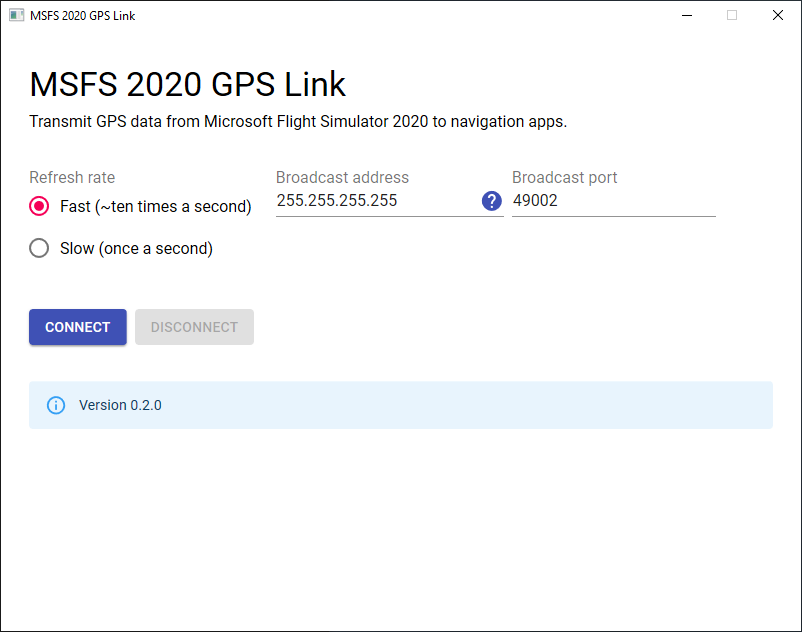 MSFS 2020 GPS Link
MSFS 2020 GPS Link
Transmit GPS data from Microsoft Flight Simulator 2020 to navigation apps.
Refresh rate
Fast (~ten times a second)
Slow (once a second)
Broadcast address
255.255.255.255
?
Broadcast port
49002
CONNECT
DISCONNECT
Version 0.2.0